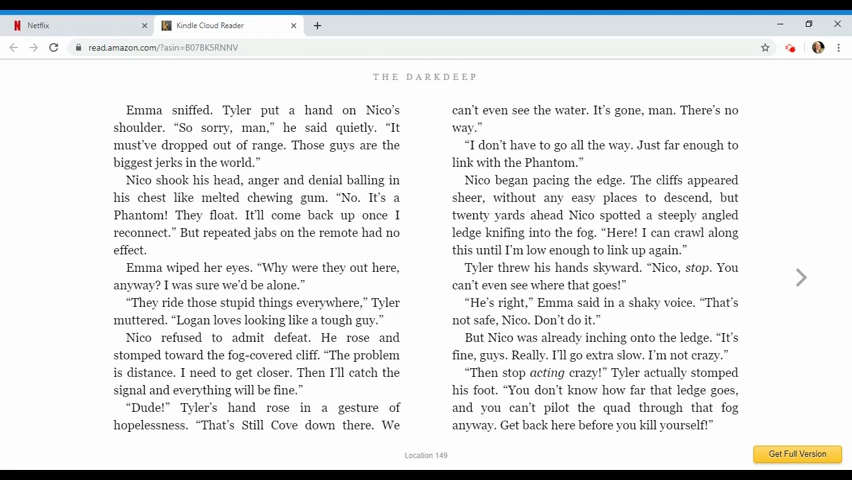 Netflix
Kindle Cloud Reader
read.amazon.com/?asin=B07BK5RNNV
THE DARKDEEP
Emma sniffed. Tyler put a hand on Nico's
shoulder. “So sorry, man,” he said quietly. “It
must’ve dropped out of range. Those guys are the
biggest jerks in the world.”
Nico shook his head, anger and denial balling in
his chest like melted chewing gum. “No. It’s a
Phantom! They float. It’ll come back up once I
reconnect.” But repeated jabs on the remote had no
effect.
Emma wiped her eyes. “Why were they out here,
anyway? I was sure we’d be alone.”
“They ride those stupid things everywhere,” Tyler
muttered. “Logan loves looking like a tough guy.”
Nico refused to admit defeat. He rose and
stomped toward the fog-covered cliff. “The problem
is distance. I need to get closer. Then I’ll catch the
signal and everything will be fine.”
“Dude!” Tyler’s hand rose in a gesture of
hopelessness. “That’s Still Cove down there. We
can’t even see the water. It’s gone, man. There’s no
way.”
“I don’t have to go all the way. Just far enough to
link with the Phantom.”
Nico began pacing the edge. The cliffs appeared
sheer, without any easy places to descend, but
twenty yards ahead Nico spotted a steeply angled
ledge knifing into the fog. “Here! I can crawl along
this until I’m low enough to link up again.”
Tyler threw his hands skyward. “Nico, stop. You
can’t even see where that goes!”
“He’s right,” Emma said in a shaky voice. “That’s
not safe, Nico. Don’t do it.”
But Nico was already inching onto the ledge. “It’s
fine, guys. Really. I’ll go extra slow. I’m not crazy.”
“Then stop acting crazy!” Tyler actually stomped
his foot. “You don’t know how far that ledge goes,
and you can’t pilot the quad through that fog
anyway. Get back here before you kill yourself!”
Location 149
Get Full Version